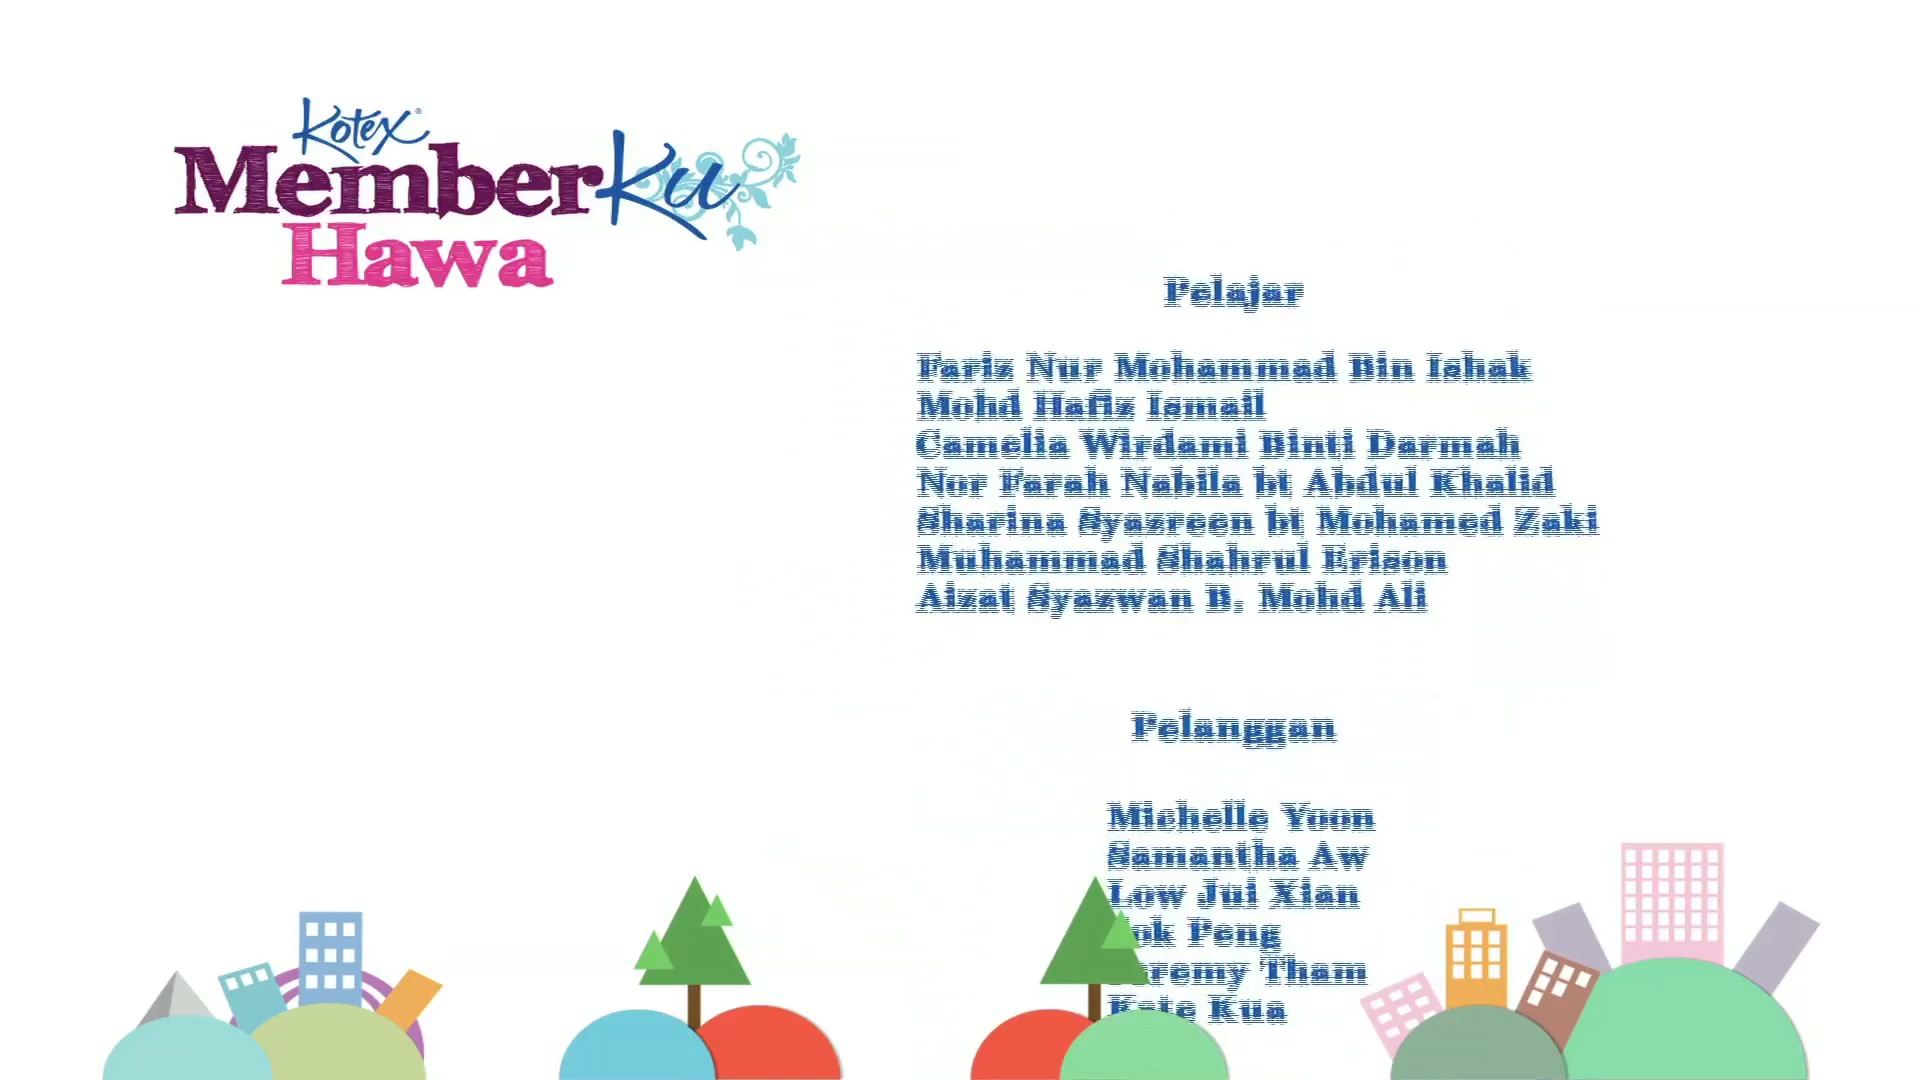 Kotex®
MemberKu
Hawa
Pelajar
Fariz Nur Mohammad Bin Ishak
Mohd Hafiz Ismail
Camelia Wirdami Binti Darmah
Nor Farah Nabila bt Abdul Khalid
Sharina Syazreen bt Mohamed Zaki
Muhammad Shahrul Erison
Aizat Syazwan B. Mohd Ali
Pelanggan
Michelle Yoon
Samantha Aw
Low Jui Xian
Peng
Tham
Kate Kua